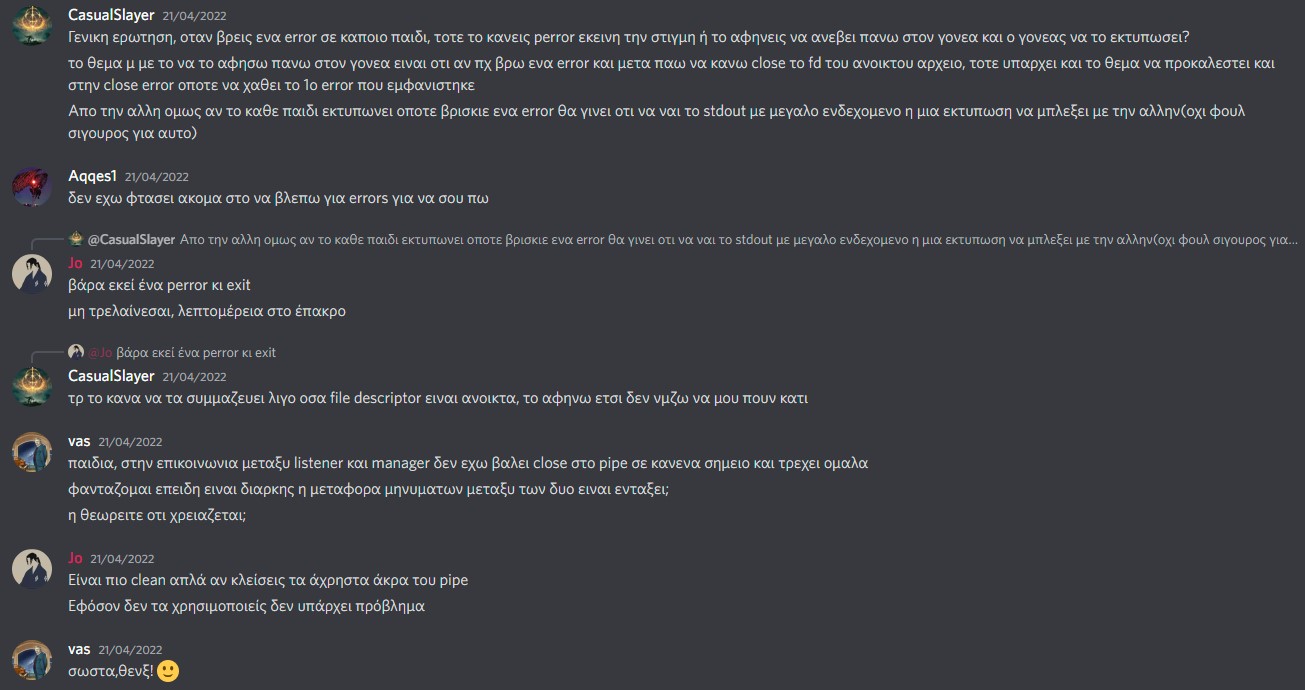 CasualSlayer 21/04/2022
Γενικη ερωτηση, οταν βρεις ενα error σε καποιο παιδι, τοτε το κανεις perror εκεινη την στιγμη ή το αφηνεις να ανεβει πανω στον γονεα και ο γονεας να το εκτυπωσει?
το θεμα μ με το να το αφησω πανω στον γονεα ειναι οτι αν πχ βρω ενα error και μετα παω να κανω close το fd του ανοικτου αρχειο, τοτε υπαρχει και το θεμα να προκαλεστει και
στην close error οποτε να χαθει το 1ο error που εμφανιστηκε
Απο την αλλη ομως αν το καθε παιδι εκτυπωνει οποτε βρισκιε ενα error θα γινει οτι να ναι το stdout με μεγαλο ενδεχομενο η μια εκτυπωση να μπλεξει με την αλλην(οχι φουλ
σιγουρος για αυτο)
Aqqes1 21/04/2022
δεν εχω φτασει ακομα στο να βλεπω για errors για να σου πω
@CasualSlayer Απο την αλλη ομως αν το καθε παιδι εκτυπωνει οποτε βρισκιε ενα error θα γινει οτι να ναι το stdout με μεγαλο ενδεχομενο η μια εκτυπωση να μπλεξει με την αλλην(οχι φουλ σιγουρος για...
Jo 21/04/2022
βάρα εκεί ένα perror κι exit
μη τρελαίνεσαι, λεπτομέρεια στο έπακρο
@Jo βάρα εκεί ένα perror κι exit
CasualSlayer 21/04/2022
τρ το κανα να τα συμμαζευει λιγο οσα file descriptor ειναι ανοικτα, το αφηνω ετσι δεν νμζω να μου πουν κατι
vas 21/04/2022
παιδια, στην επικοινωνια μεταξυ listener και manager δεν εχω βαλει close στο pipe σε κανενα σημειο και τρεχει ομαλα
φανταζομαι επειδη ειναι διαρκης η μεταφορα μηνυματων μεταξυ των δυο ειναι ενταξει;
η θεωρειτε οτι χρειαζεται;
Jo 21/04/2022
Είναι πιο clean απλά αν κλείσεις τα άχρηστα άκρα του pipe
Εφόσον δεν τα χρησιμοποιείς δεν υπάρχει πρόβλημα
vas 21/04/2022
σωστα,θενξ! 🙂